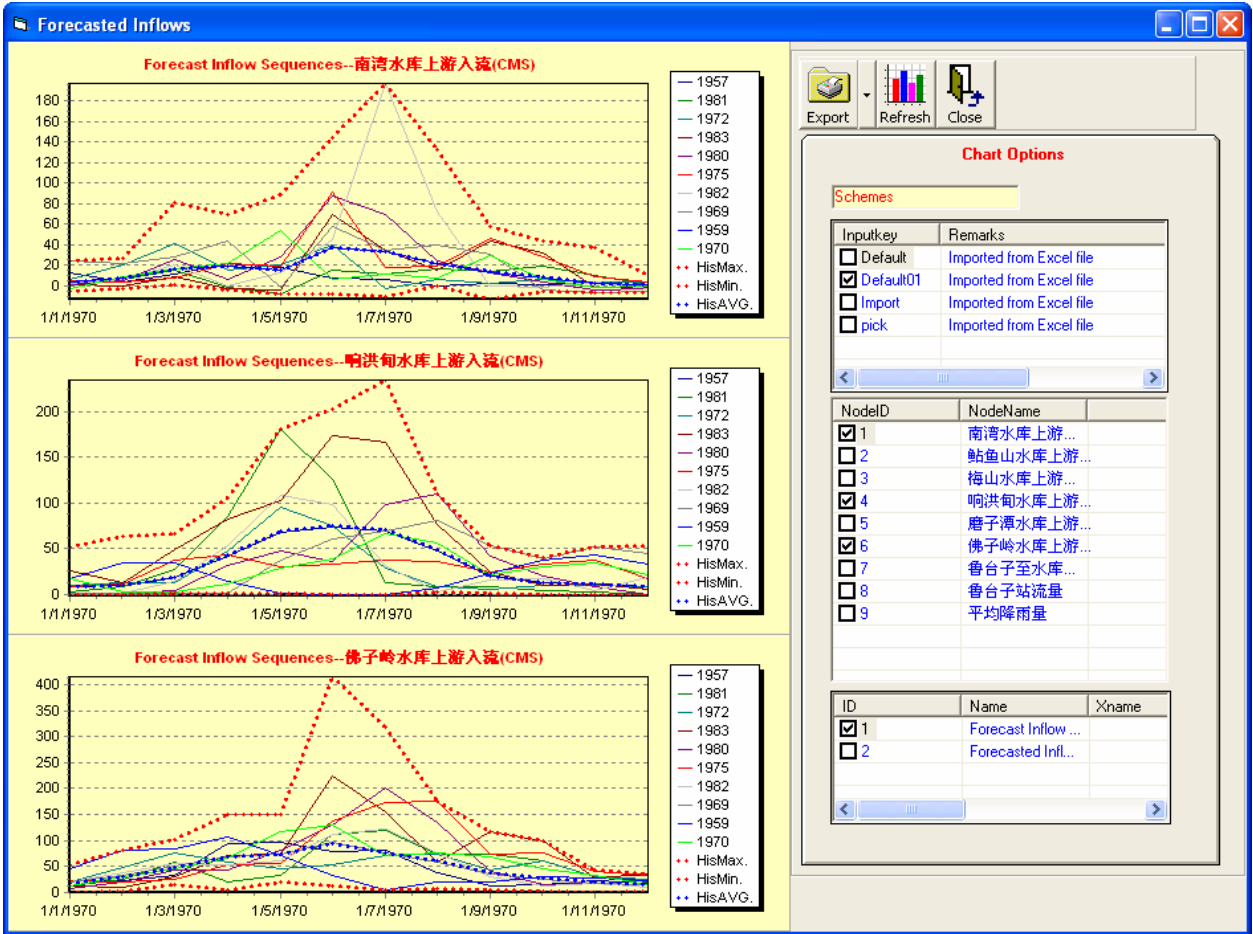 Forecasted Inflows
Forecast Inflow Sequences--南湾水库上游入流(CMS)
180
160
140
120
100
80
60
40
20
0
1/1/1970 1/3/1970 1/5/1970 1/7/1970 1/9/1970 1/11/1970
1957
1981
1972
1983
1980
1975
1982
1969
1959
1970
HisMax.
HisMin.
HisAVG.
Forecast Inflow Sequences--响洪甸水库上游入流(CMS)
200
150
100
50
0
1/1/1970 1/3/1970 1/5/1970 1/7/1970 1/9/1970 1/11/1970
1957
1981
1972
1983
1980
1975
1982
1969
1959
1970
HisMax.
HisMin.
HisAVG.
Forecast Inflow Sequences--佛子岭水库上游入流(CMS)
400
350
300
250
200
150
100
50
0
1/1/1970 1/3/1970 1/5/1970 1/7/1970 1/9/1970 1/11/1970
1957
1981
1972
1983
1980
1975
1982
1969
1959
1970
HisMax.
HisMin.
HisAVG.
Export Refresh Close
Chart Options
Schemes
Inputkey Remarks
Default Imported from Excel file
Default01 Imported from Excel file
Import Imported from Excel file
pick Imported from Excel file
NodeID NodeName
1 南湾水库上游...
2 鲇鱼山水库上游...
3 梅山水库上游...
4 响洪甸水库上游...
5 磨子潭水库上游...
6 佛子岭水库上游...
7 鲁台子至水库...
8 鲁台子站流量
9 平均降雨量
ID Name Xname
1 Forecast Inflow ...
2 Forecasted Infl...